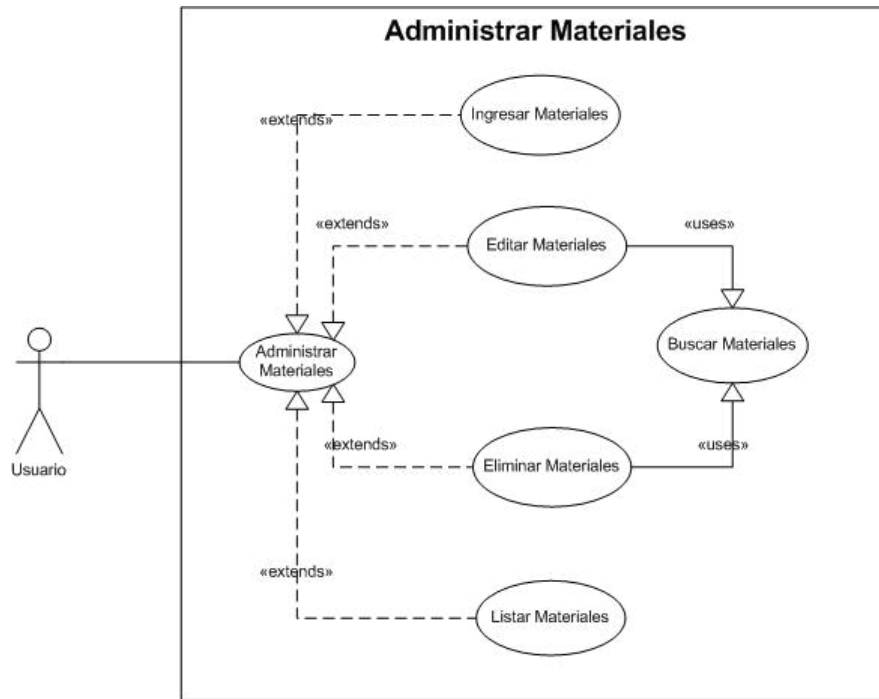 Administrar Materiales
Ingresar Materiales
«extends»
«extends»
Editar Materiales
«uses»
Administrar
Materiales
Buscar Materiales
Usuario
«extends»
Eliminar Materiales
«uses»
«extends»
Listar Materiales